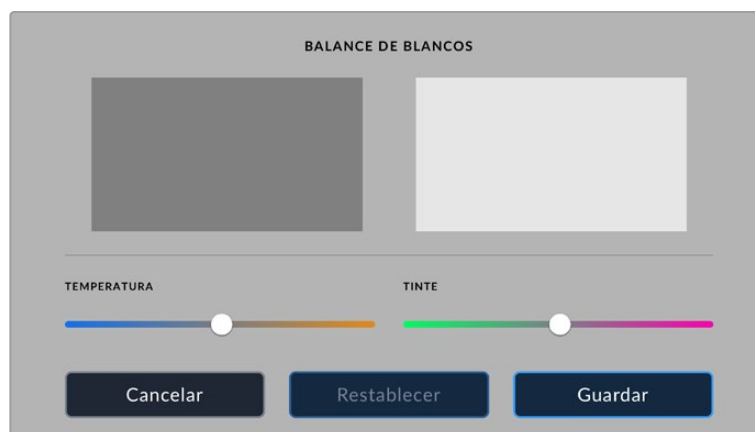 BALANCE DE BLANCOS
TEMPERATURA
TINTE
Cancelar
Restablecer
Guardar